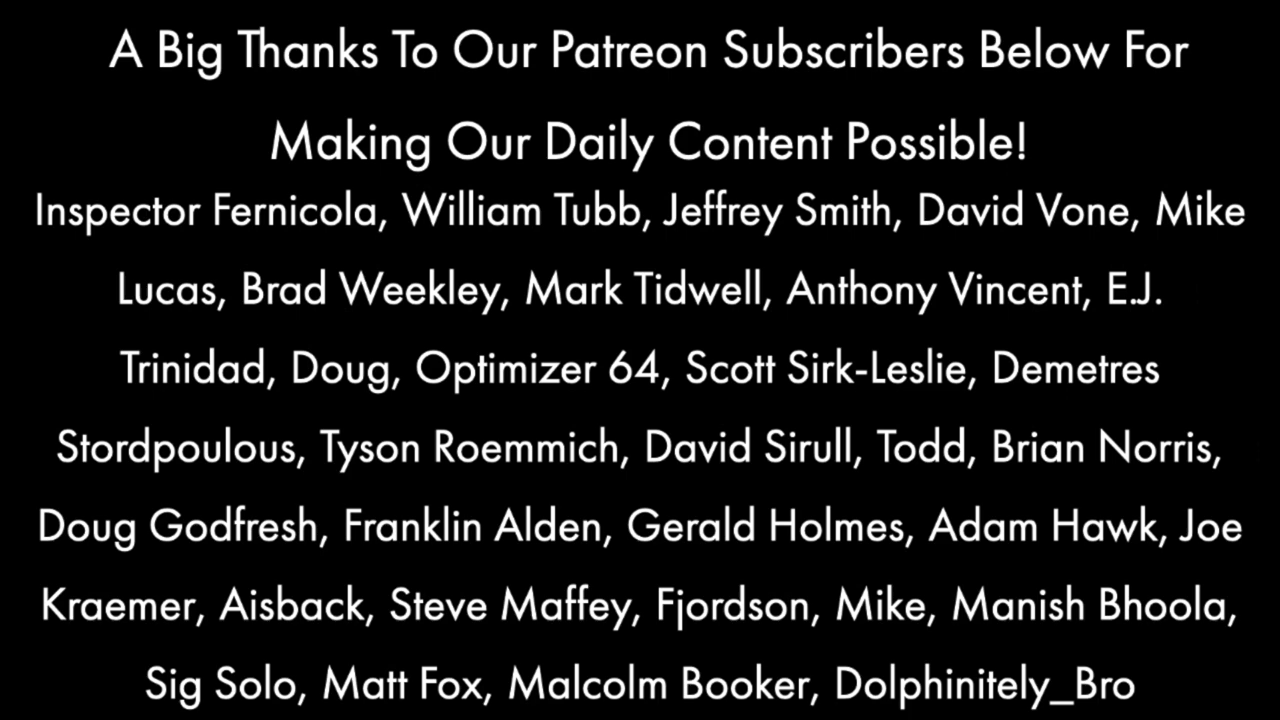 A Big Thanks To Our Patreon Subscribers Below For
Making Our Daily Content Possible!
Inspector Fernicola, William Tubb, Jeffrey Smith, David Vone, Mike
Lucas, Brad Weekley, Mark Tidwell, Anthony Vincent, E.J.
Trinidad, Doug, Optimizer 64, Scott Sirk-Leslie, Demetres
Stordpoulous, Tyson Roemmich, David Sirull, Todd, Brian Norris,
Doug Godfresh, Franklin Alden, Gerald Holmes, Adam Hawk, Joe
Kraemer, Aisback, Steve Maffey, Fjordson, Mike, Manish Bhoola,
Sig Solo, Matt Fox, Malcolm Booker, Dolphinitely_Bro